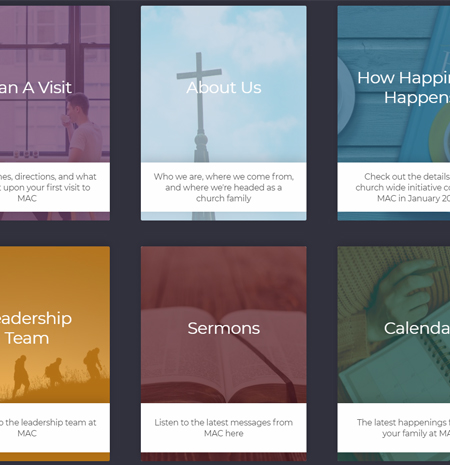 an A Visit
About Us
How Happin
Happens
nes, directions, and what
t upon your first visit to
MAC
Who we are, where we come from,
and where we're headed as a
church family
Check out the details
church wide initiative co
MAC in January 20
eadership
Team
Sermons
Calenda
o the leadership team at
MAC
Listen to the latest messages from
MAC here
The latest happenings f
your family at MA